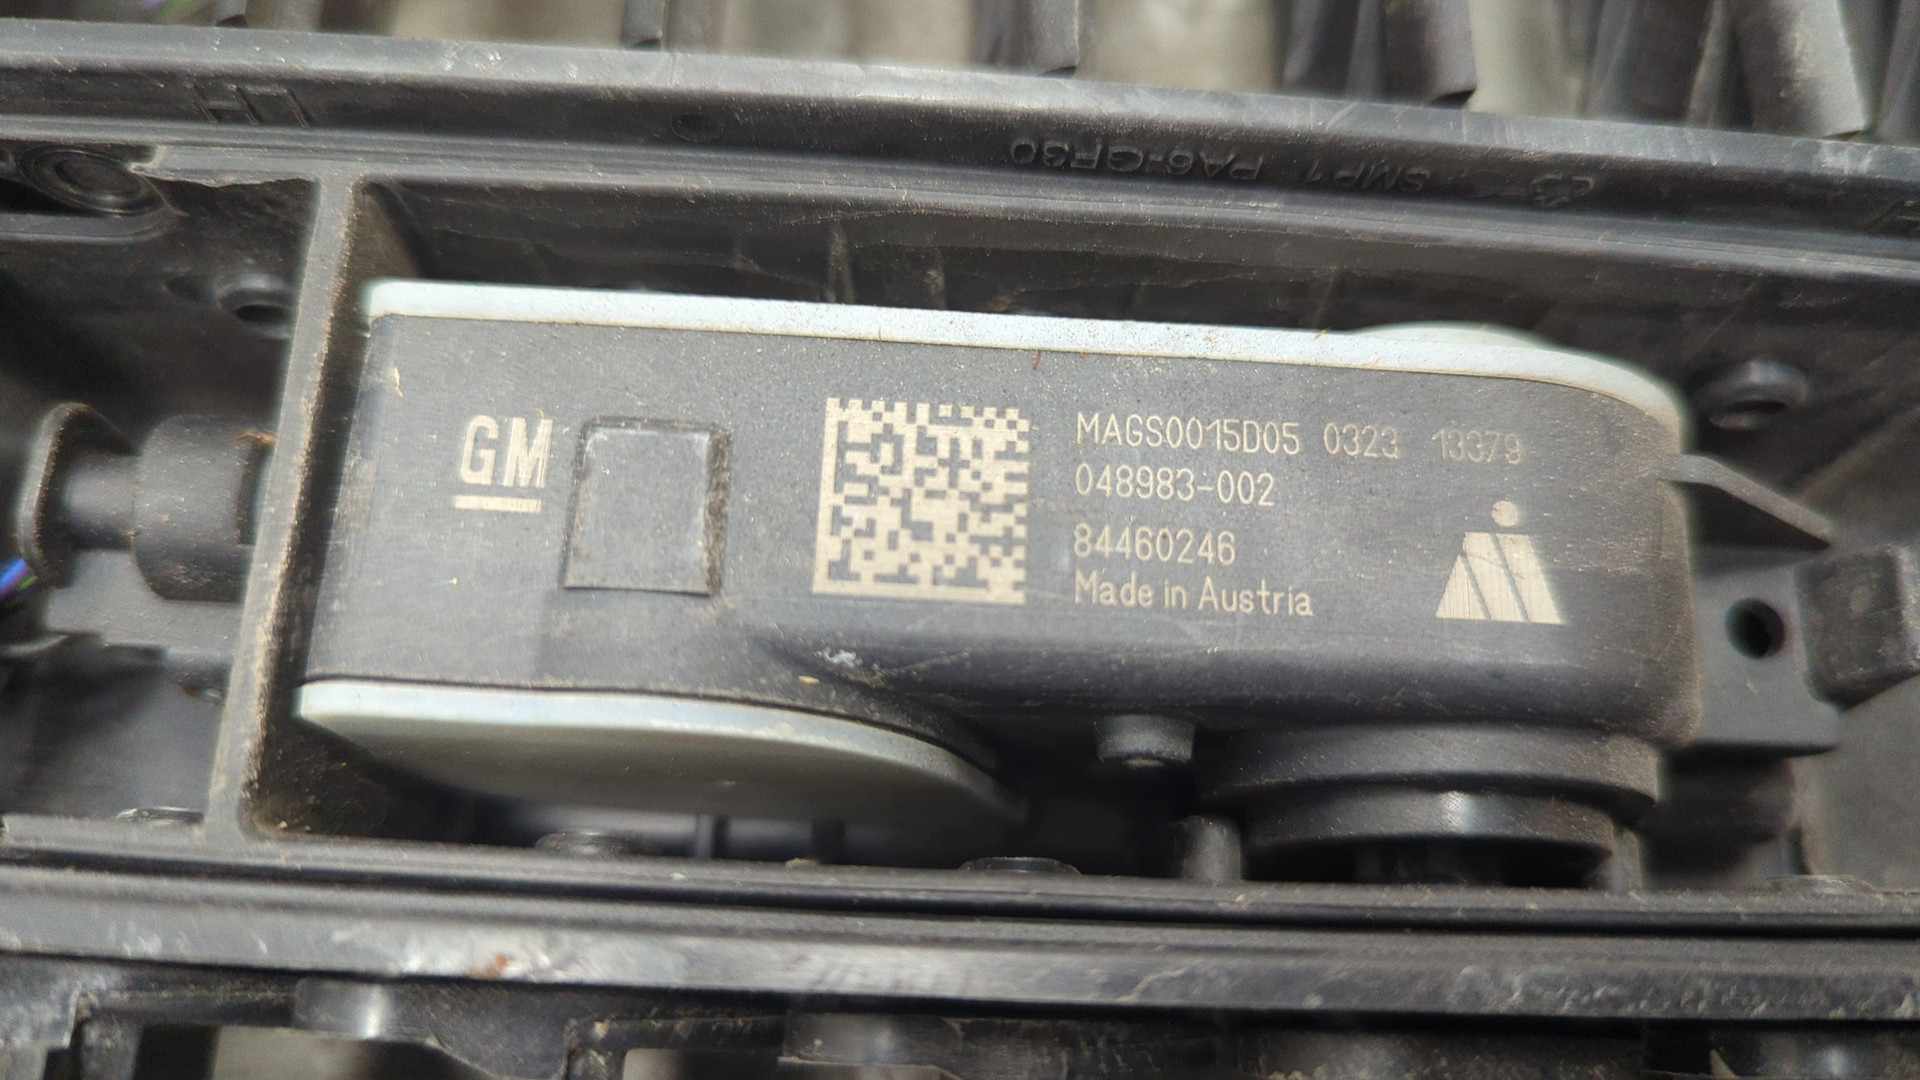 SMP1 PA6-GF30
GM
MAGS0015D05 0323 13379
048983-002
84460246
Made in Austria